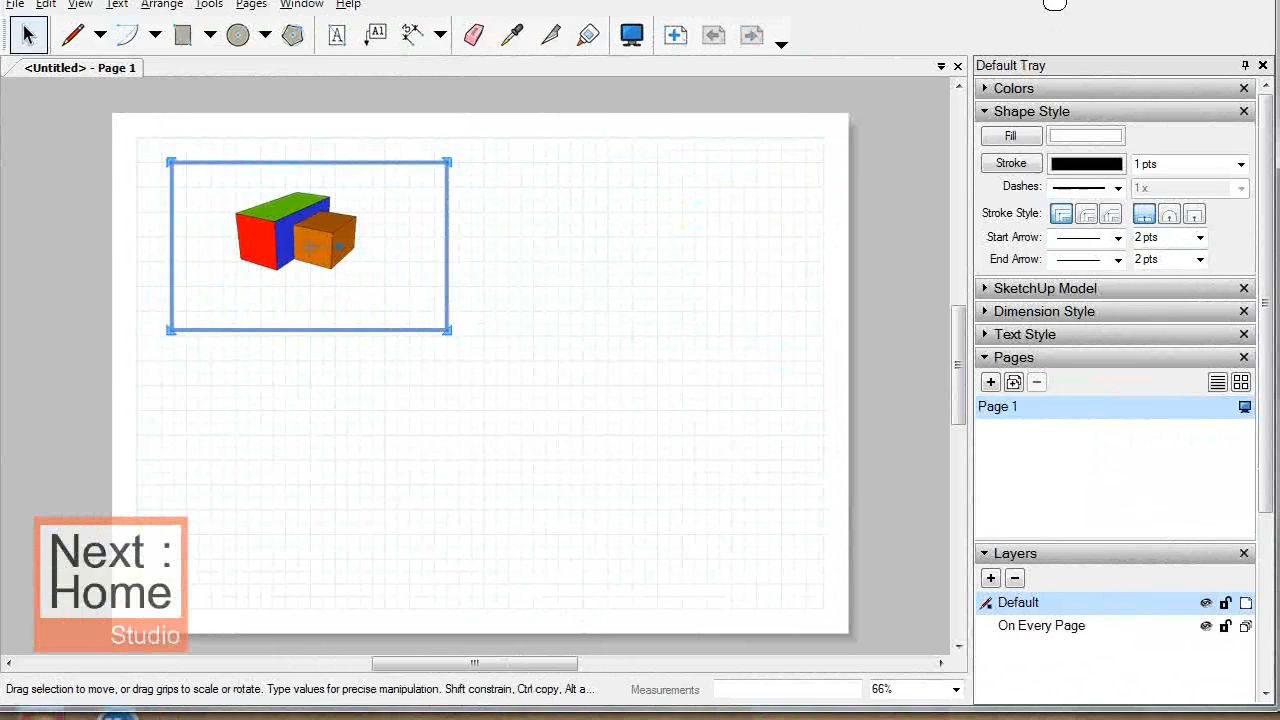 File Edit View Text Arrange Tools Pages Window Help
A A1
<Untitled> - Page 1
Default Tray
Colors
Shape Style
Fill
Stroke 1 pts
Dashes: 1 x
Stroke Style:
Start Arrow: 2 pts
End Arrow: 2 pts
SketchUp Model
Dimension Style
Text Style
Pages
Page 1
Layers
Default
On Every Page
Next :
Home
Studio
Drag selection to move, or drag grips to scale or rotate. Type values for precise manipulation. Shift constrain, Ctrl copy, Alt a... Measurements 66%